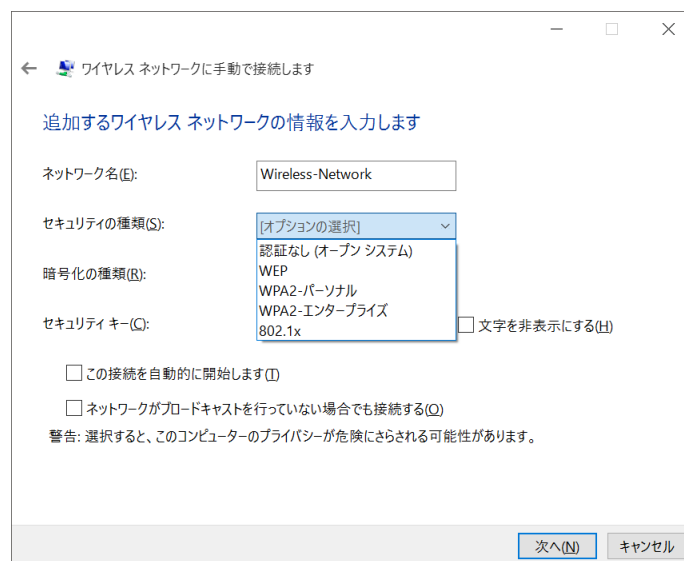 ワイヤレス ネットワークに手動で接続します
追加するワイヤレス ネットワークの情報を入力します
ネットワーク名(E):
Wireless-Network
セキュリティの種類(S):
[オプションの選択]
認証なし (オープン システム)
WEP
WPA2-パーソナル
WPA2-エンタープライズ
802.1x
暗号化の種類(R):
セキュリティ キー(C):
文字を非表示にする(H)
この接続を自動的に開始します(T)
ネットワークがブロードキャストを行っていない場合でも接続する(O)
警告: 選択すると、このコンピューターのプライバシーが危険にさらされる可能性があります。
次へ(N)
キャンセル